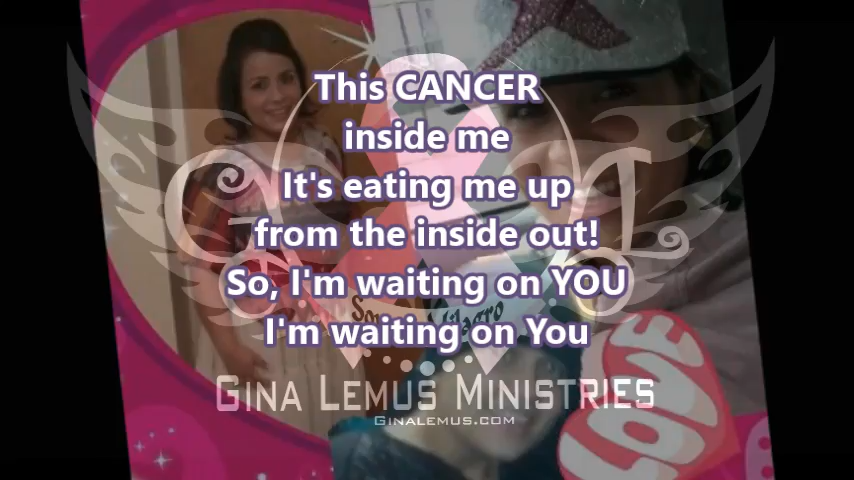 This CANCER
inside me
It's eating me up
from the inside out!
So, I'm waiting on YOU
I'm waiting on You
Milagro
GINA LEMUS MINISTRIES
GINALEMUS.COM
LOVE